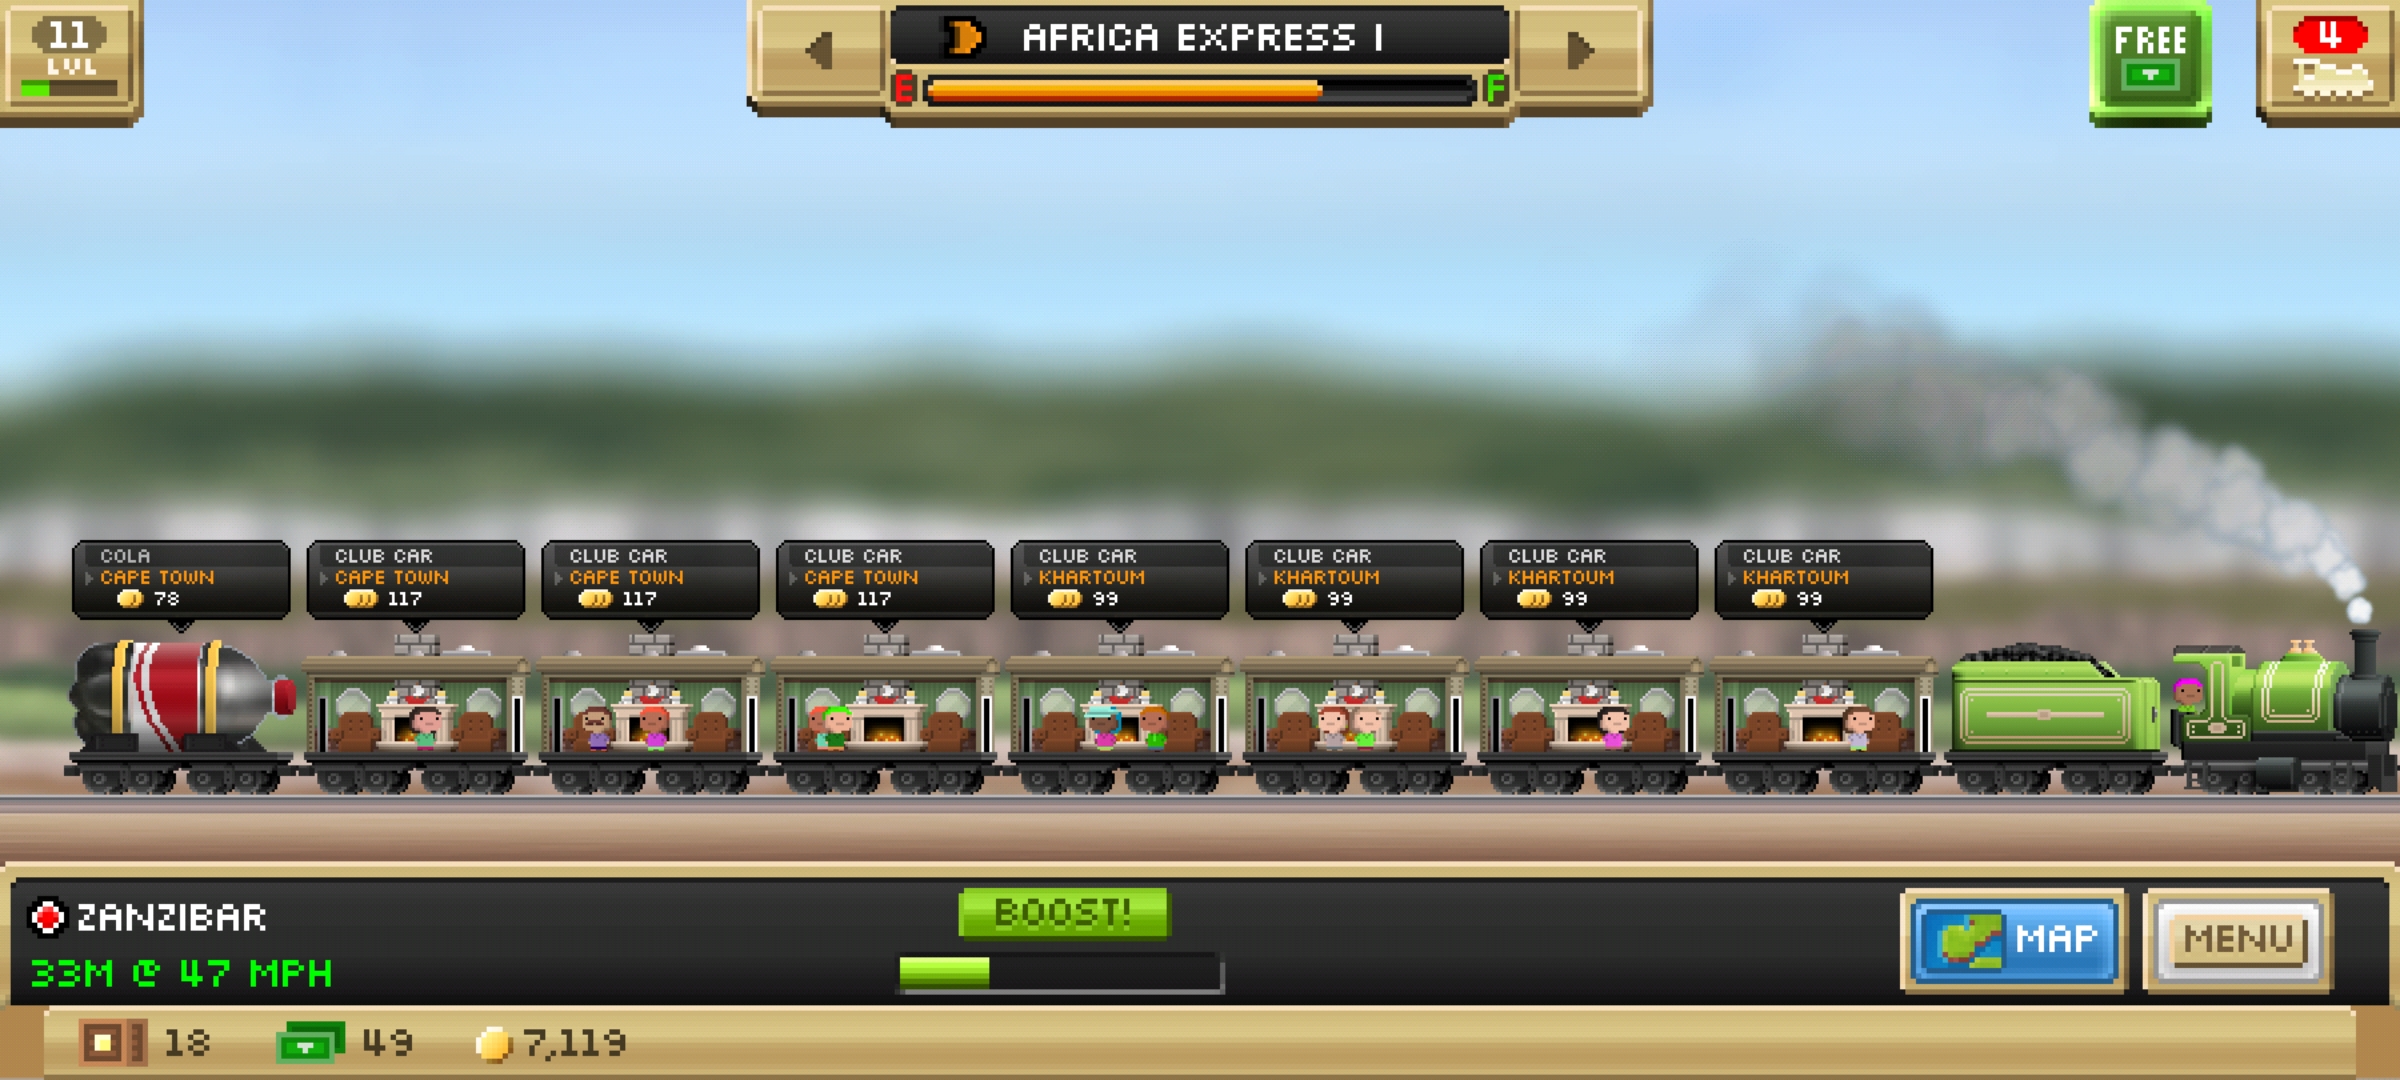 11
LVL
AFRICA EXPRESS I
E
F
FREE
4
COLA
CAPE TOWN
78
CLUB CAR
CAPE TOWN
117
CLUB CAR
CAPE TOWN
117
CLUB CAR
CAPE TOWN
117
CLUB CAR
KHARTOUM
99
CLUB CAR
KHARTOUM
99
CLUB CAR
KHARTOUM
99
CLUB CAR
KHARTOUM
99
ZANZIBAR
33M @ 47 MPH
BOOST!
MAP
MENU
18
49
7,119